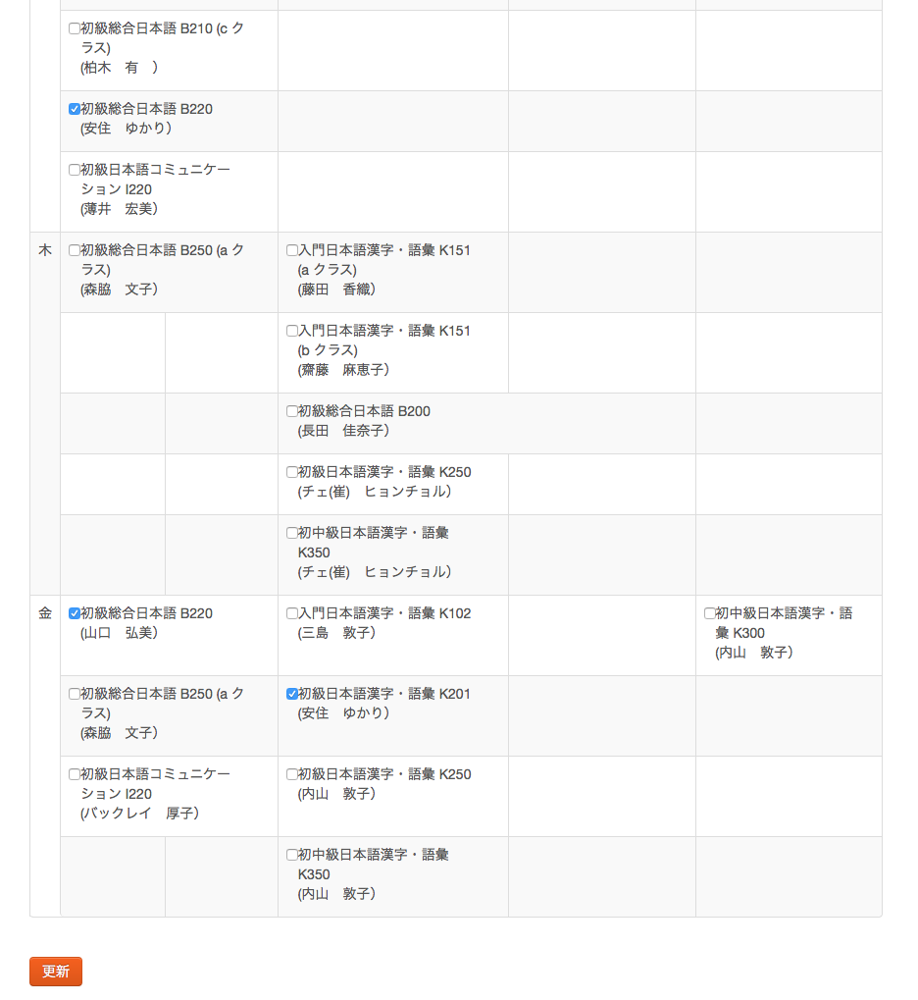 初級総合日本語 B210 (c ク
ラス)
(柏木　有　)
初級総合日本語 B220
(安住　ゆかり)
初級日本語コミュニケー
ション I220
(薄井　宏美)
木
初級総合日本語 B250 (a ク
ラス)
(森脇　文子)
入門日本語漢字・語彙 K151
(a クラス)
(藤田　香織)
入門日本語漢字・語彙 K151
(b クラス)
(齋藤　麻恵子)
初級総合日本語 B200
(長田　佳奈子)
初級日本語漢字・語彙 K250
(チェ(崔)　ヒョンチョル)
初中級日本語漢字・語彙
K350
(チェ(崔)　ヒョンチョル)
金
初級総合日本語 B220
(山口　弘美)
入門日本語漢字・語彙 K102
(三島　敦子)
初中級日本語漢字・語
彙 K300
(内山　敦子)
初級総合日本語 B250 (a ク
ラス)
(森脇　文子)
初級日本語漢字・語彙 K201
(安住　ゆかり)
初級日本語コミュニケー
ション I220
(バックレイ　厚子)
初級日本語漢字・語彙 K250
(内山　敦子)
初中級日本語漢字・語彙
K350
(内山　敦子)
更新